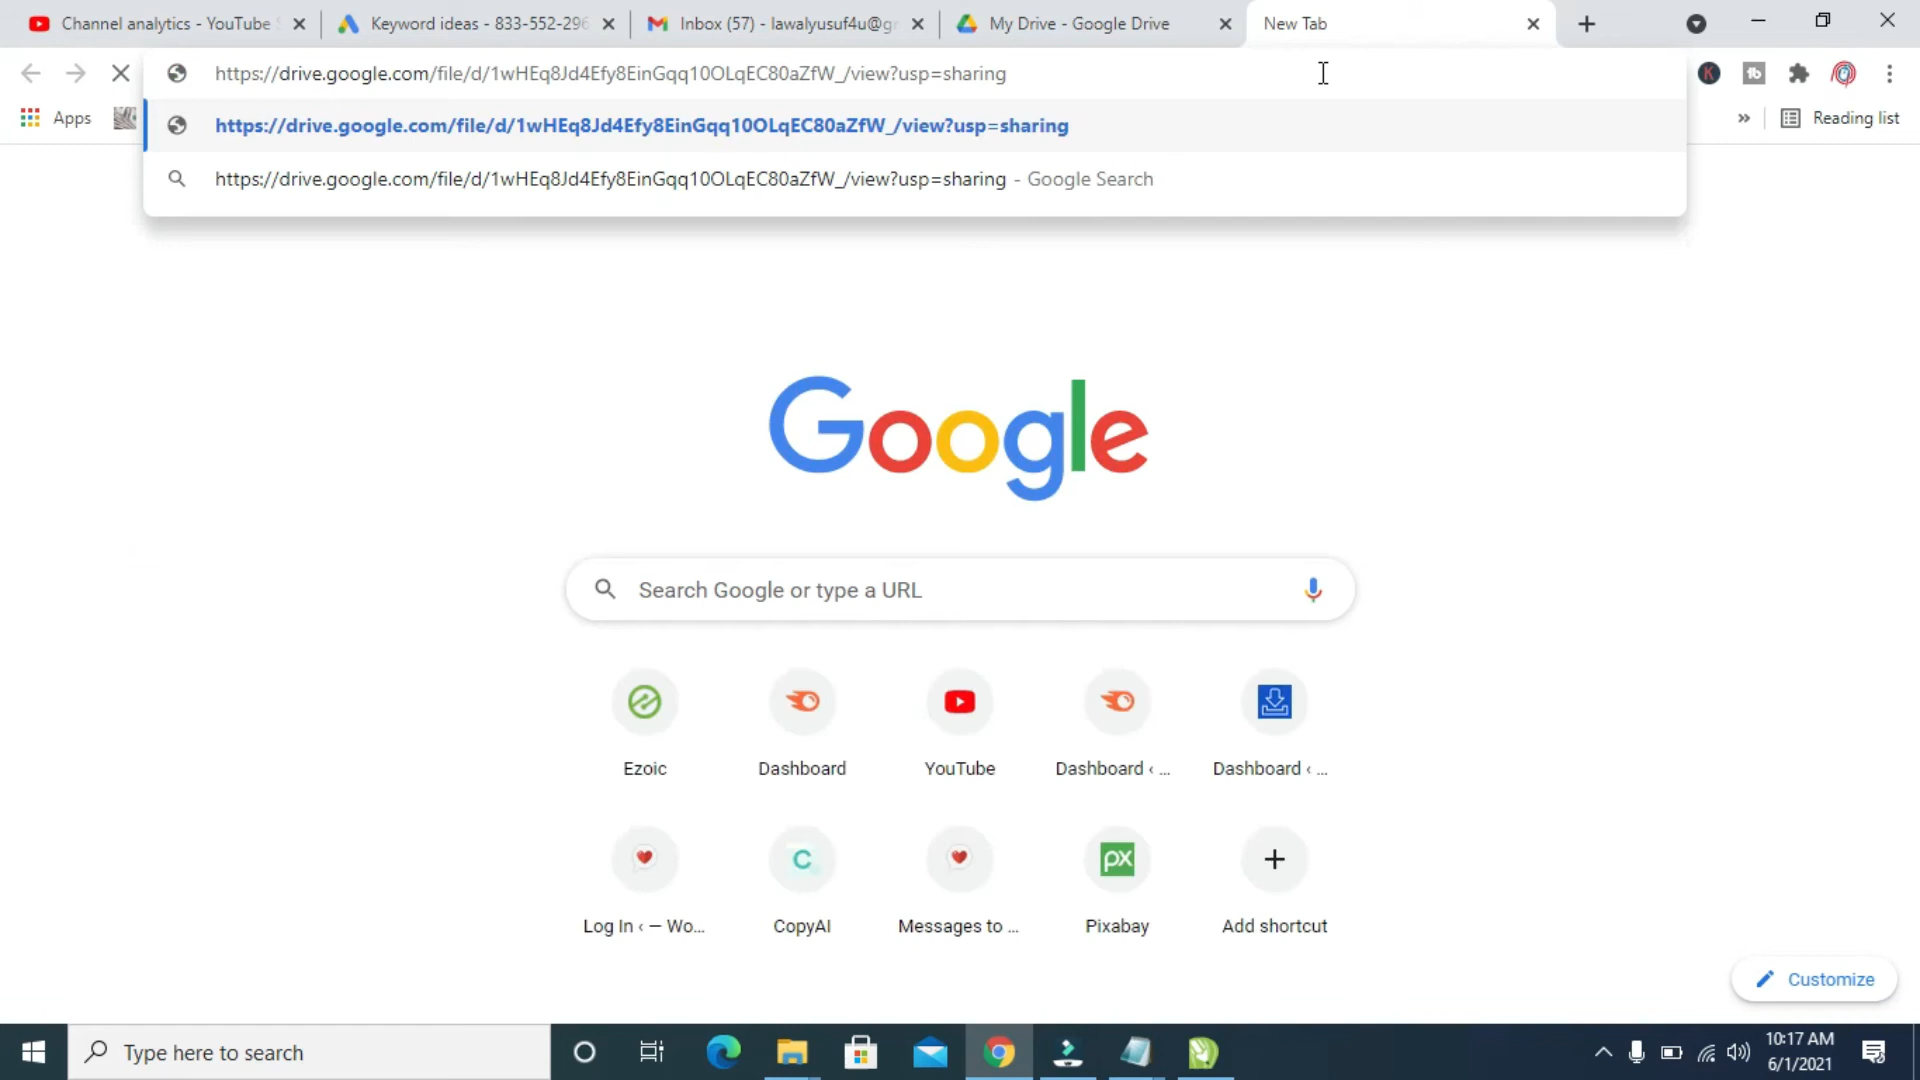 Channel analytics - YouTube S
Keyword ideas - 833-552-296
Inbox (57) - lawalyusuf4u@gr
My Drive - Google Drive
New Tab
https://drive.google.com/file/d/1wHEq8Jd4Efy8EinGqq10OLqEC80aZfW_/view?usp=sharing
K
tb
Apps
https://drive.google.com/file/d/1wHEq8Jd4Efy8EinGqq10OLqEC80aZfW_/view?usp=sharing
»
Reading list
https://drive.google.com/file/d/1wHEq8Jd4Efy8EinGqq10OLqEC80aZfW_/view?usp=sharing - Google Search
Google
Search Google or type a URL
Ezoic
Dashboard
YouTube
Dashboard ‹ ...
Dashboard ‹ ...
C
px
Log In ‹ — Wo...
CopyAI
Messages to ...
Pixabay
Add shortcut
Customize
Type here to search
10:17 AM
6/1/2021